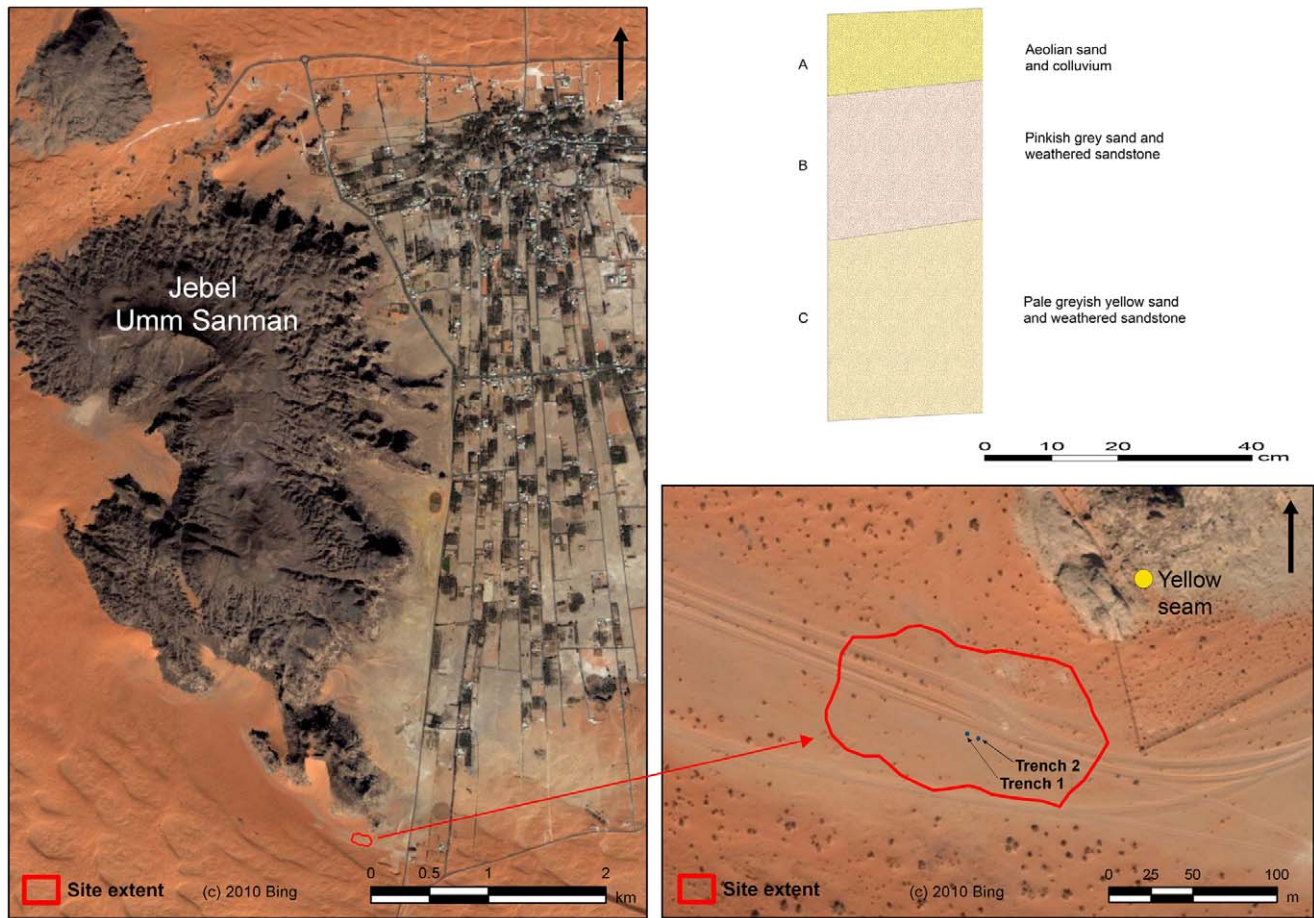 Jebel
Umm Sanman
Site extent
(c) 2010 Bing
0 0.5 1 2
km
A
Aeolian sand
and colluvium
B
Pinkish grey sand and
weathered sandstone
C
Pale greyish yellow sand
and weathered sandstone
0 10 20 40
cm
Yellow
seam
Trench 2
Trench 1
Site extent
(c) 2010 Bing
0 25 50 100
m